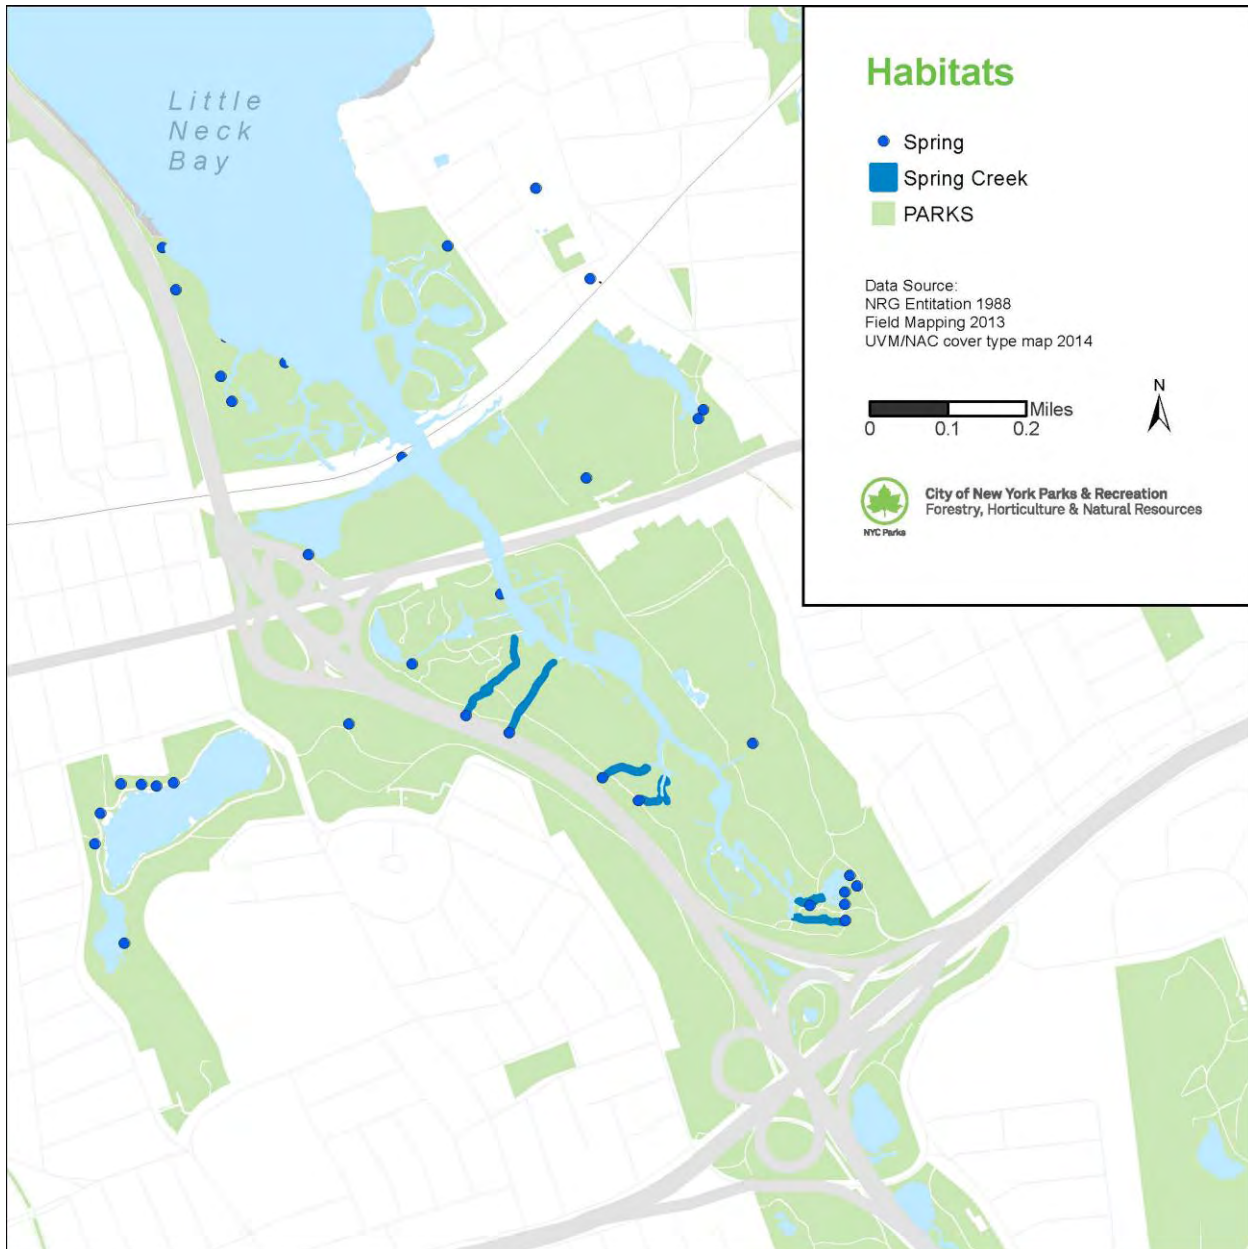 Little
Neck
Bay
Habitats
Spring
Spring Creek
PARKS
Data Source:
NRG Entitation 1988
Field Mapping 2013
UVM/NAC cover type map 2014
N
Miles
0 0.1 0.2
City of New York Parks & Recreation
Forestry, Horticulture & Natural Resources
NYC Parks